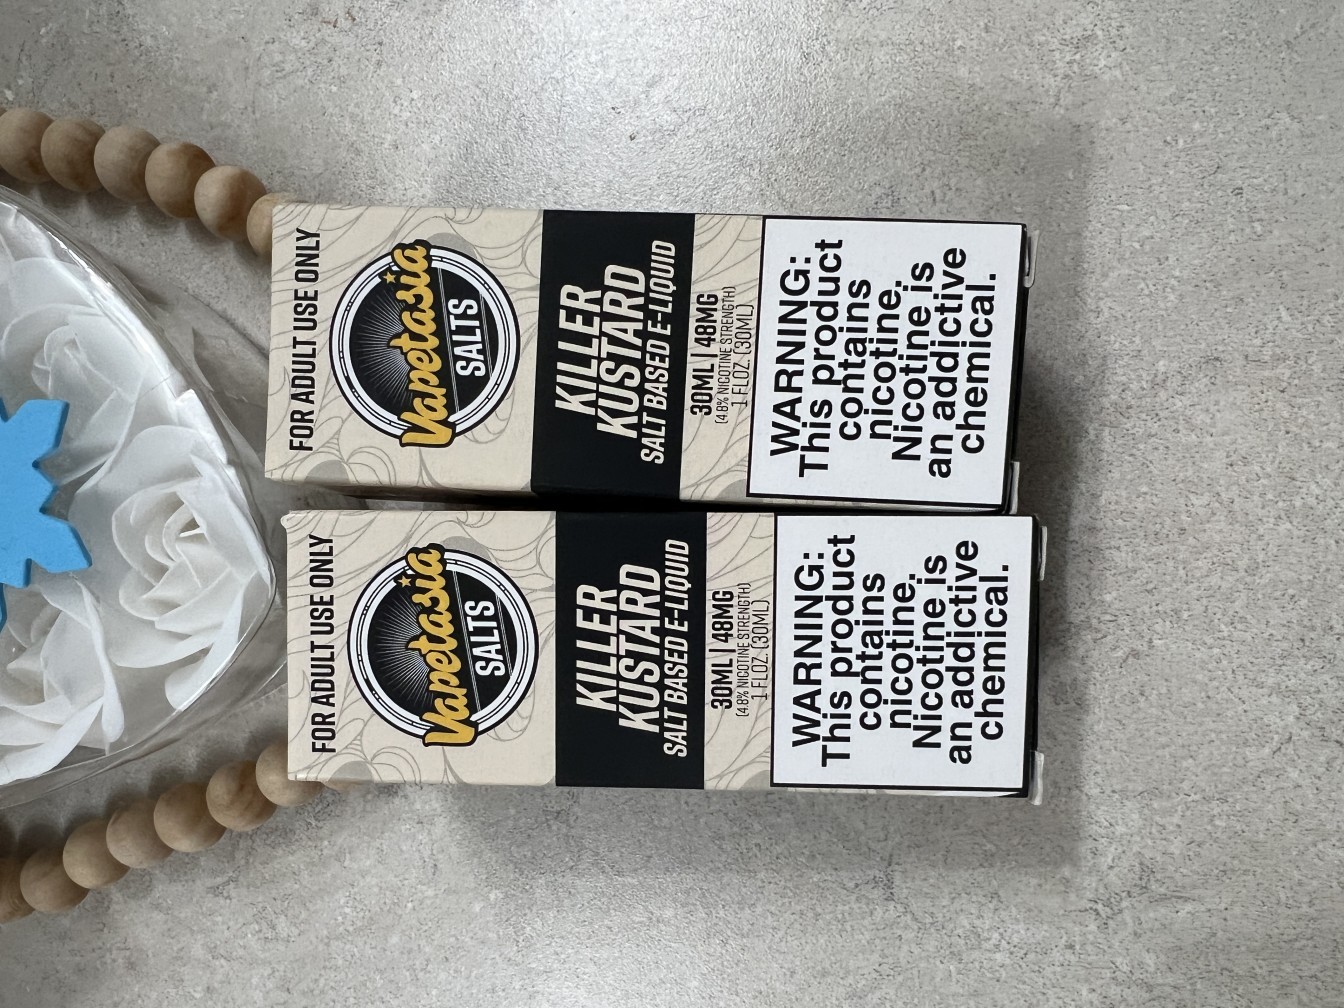 FOR ADULT USE ONLY
Vapetasia
SALTS
KILLER
KUSTARD
SALT BASED E-LIQUID
30ML | 48MG
(4.8% NICOTINE STRENGTH)
1 FL.OZ. (30ML)
WARNING:
This product
contains
nicotine.
Nicotine is
an addictive
chemical.
FOR ADULT USE ONLY
Vapetasia
SALTS
KILLER
KUSTARD
SALT BASED E-LIQUID
30ML | 48MG
(4.8% NICOTINE STRENGTH)
1 FL.OZ. (30ML)
WARNING:
This product
contains
nicotine.
Nicotine is
an addictive
chemical.